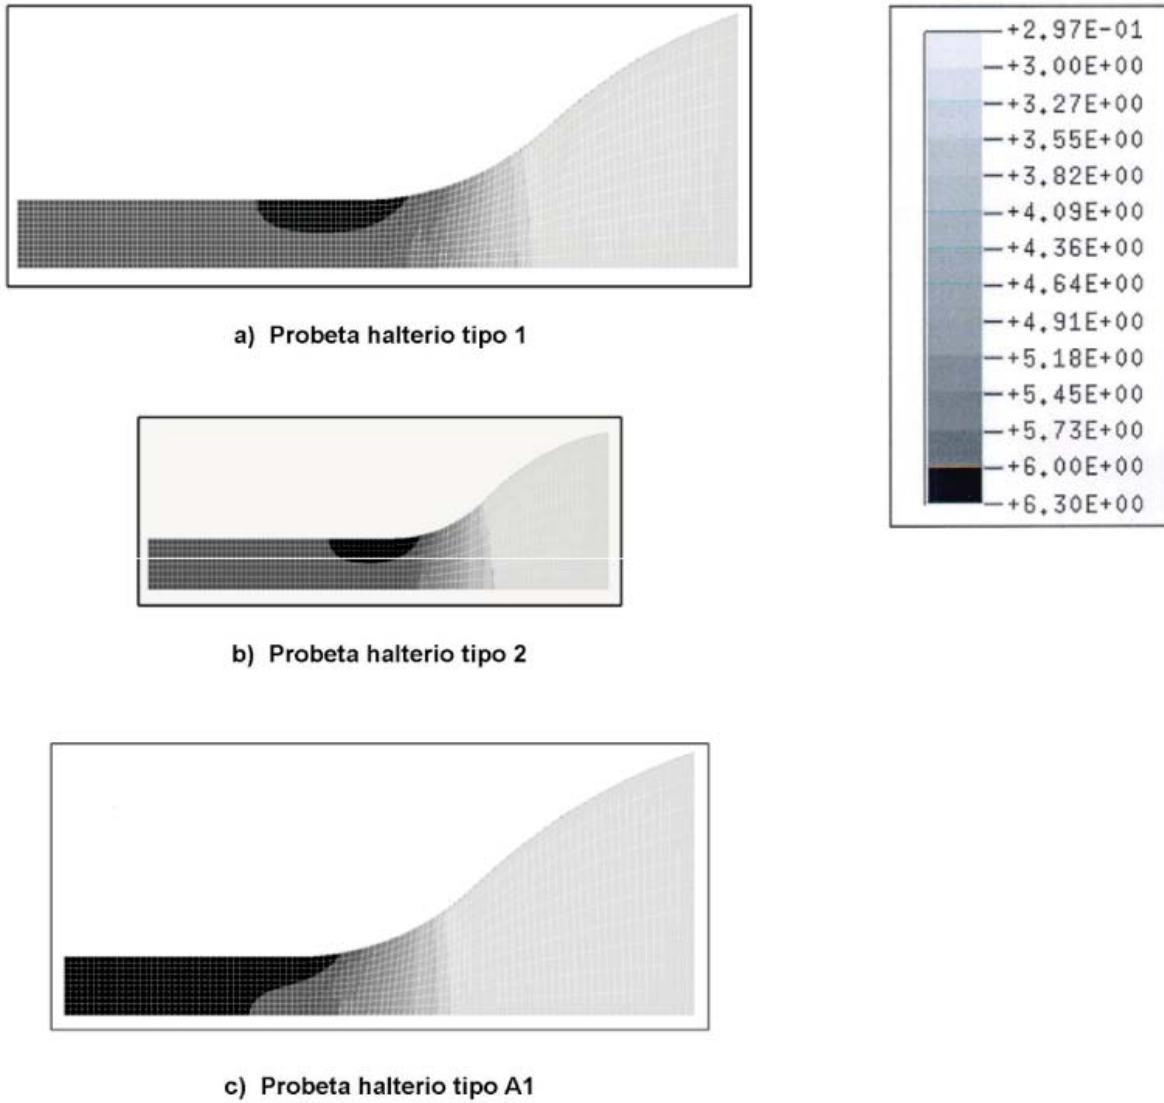 +2.97E-01
+3.00E+00
+3.27E+00
+3.55E+00
+3.82E+00
+4.09E+00
+4.36E+00
+4.64E+00
+4.91E+00
+5.18E+00
+5.45E+00
+5.73E+00
+6.00E+00
+6.30E+00
a) Probeta halterio tipo 1
b) Probeta halterio tipo 2
c) Probeta halterio tipo A1